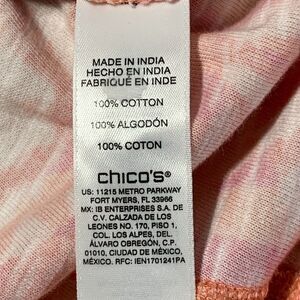 MADE IN INDIA
HECHO EN INDIA
FABRIQUÉ EN INDE
100% COTTON
100% ALGODÓN
100% COTON
chico's®
US: 11215 METRO PARKWAY
FORT MYERS, FL 33966
MX: IB ENTERPRISES S.A. DE
C.V. CALZADA DE LOS
LEONES NO. 170, PISO 1,
COL. LOS ALPES, DEL.
ÁLVARO OBREGÓN, C.P.
01010, CIUDAD DE MÉXICO,
MÉXICO. RFC: IEN1701241PA